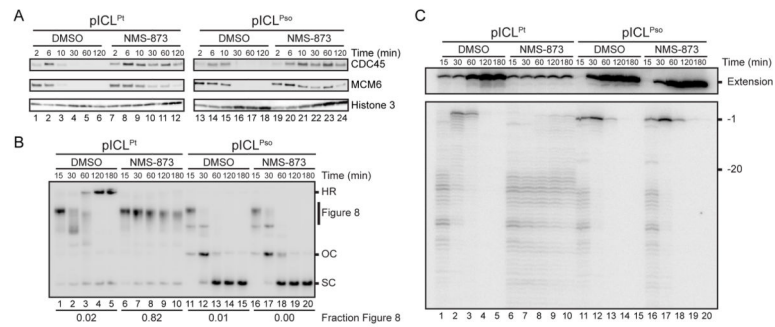 A
pICL^Pt pICL^Pso
DMSO NMS-873 DMSO NMS-873
2 6 10 30 60 120 2 6 10 30 60 120 2 6 10 30 60 120 2 6 10 30 60 120 Time (min)
CDC45
MCM6
Histone 3
1 2 3 4 5 6 7 8 9 10 11 12 13 14 15 16 17 18 19 20 21 22 23 24
B
pICL^Pt pICL^Pso
DMSO NMS-873 DMSO NMS-873
15 30 60 120 180 15 30 60 120 180 15 30 60 120 180 15 30 60 120 180 Time (min)
HR
Figure 8
OC
SC
1 2 3 4 5 6 7 8 9 10 11 12 13 14 15 16 17 18 19 20
0.02 0.82 0.01 0.00 Fraction Figure 8
C
pICL^Pt pICL^Pso
DMSO NMS-873 DMSO NMS-873
15 30 60 120 180 15 30 60 120 180 15 30 60 120 180 15 30 60 120 180 Time (min)
Extension
-1
-20
1 2 3 4 5 6 7 8 9 10 11 12 13 14 15 16 17 18 19 20